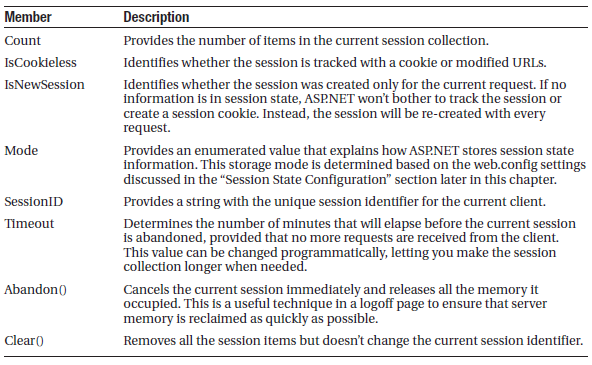 Member Description
Count Provides the number of items in the current session collection.
IsCookieless Identifies whether the session is tracked with a cookie or modified URLs.
IsNewSession Identifies whether the session was created only for the current request. If no
information is in session state, ASP.NET won't bother to track the session or
create a session cookie. Instead, the session will be re-created with every
request.
Mode Provides an enumerated value that explains how ASP.NET stores session state
information. This storage mode is determined based on the web.config settings
discussed in the “Session State Configuration” section later in this chapter.
SessionID Provides a string with the unique session identifier for the current client.
Timeout Determines the number of minutes that will elapse before the current session
is abandoned, provided that no more requests are received from the client.
This value can be changed programmatically, letting you make the session
collection longer when needed.
Abandon() Cancels the current session immediately and releases all the memory it
occupied. This is a useful technique in a logoff page to ensure that server
memory is reclaimed as quickly as possible.
Clear() Removes all the session items but doesn't change the current session identifier.